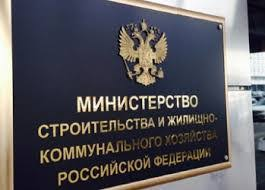 МИНИСТЕРСТВО
СТРОИТЕЛЬСТВА И ЖИЛИЩНО-
КОММУНАЛЬНОГО ХОЗЯЙСТВА
РОССИЙСКОЙ ФЕДЕРАЦИИ